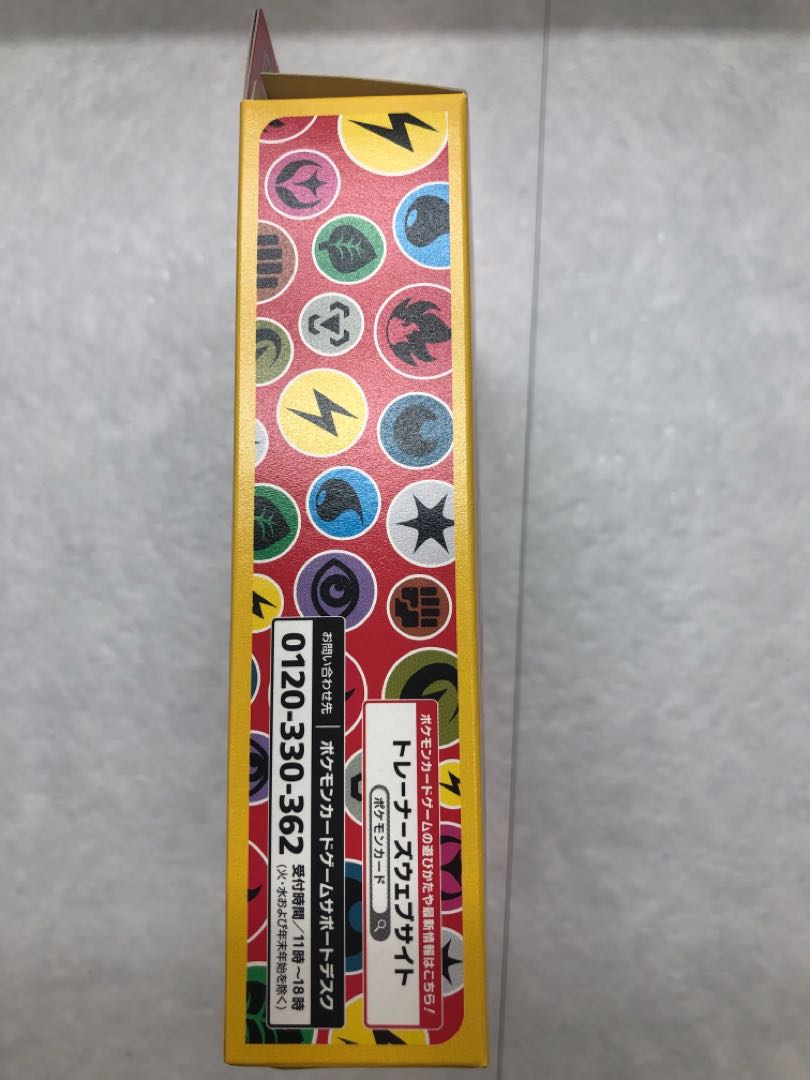 ポケモンカードゲームの遊びかたや最新情報はこちら!
トレーナーズウェブサイト
ポケモンカード
お問い合わせ先 ポケモンカードゲームサポートデスク
0120-330-362 受付時間/11時~18時
(火・水および年末年始を除く)